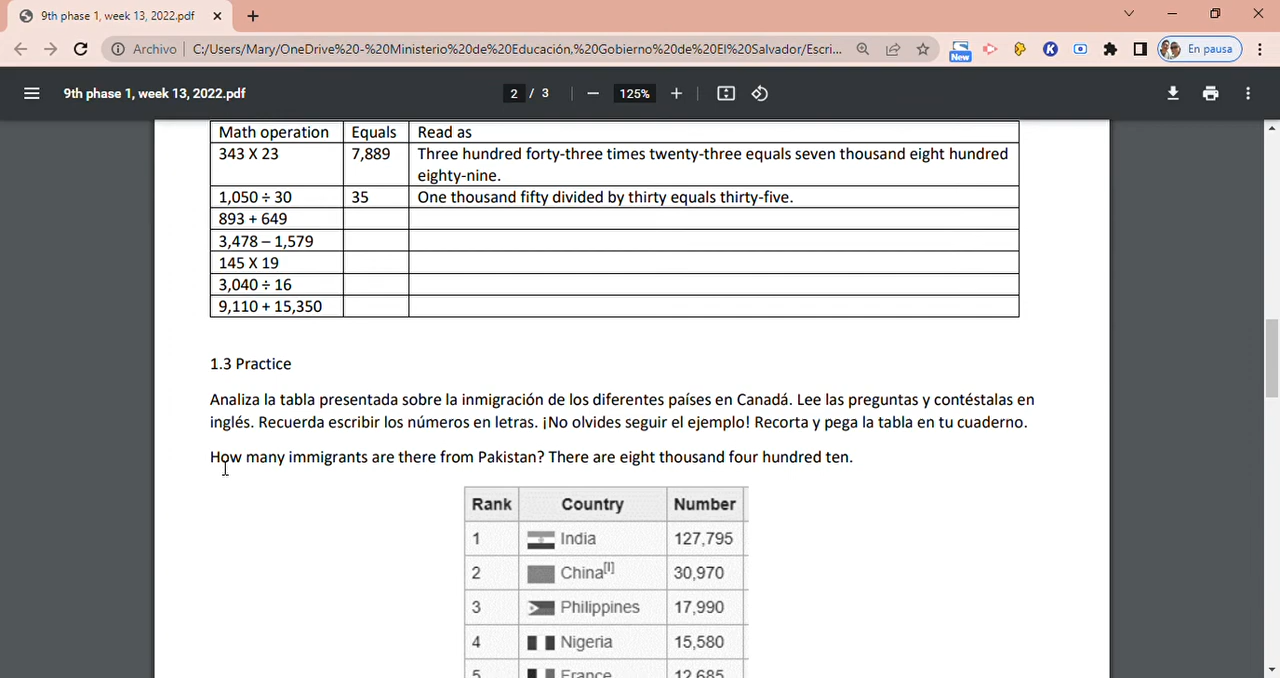 9th phase 1, week 13, 2022.pdf
Archivo
C:/Users/Mary/OneDrive%20-%20Ministerio%20de%20Educación,%20Gobierno%20de%20El%20Salvador/Escri...
New
K
En pausa
9th phase 1, week 13, 2022.pdf
2 / 3
125%
Math operation Equals Read as
343 X 23 7,889 Three hundred forty-three times twenty-three equals seven thousand eight hundred
eighty-nine.
1,050 ÷ 30 35 One thousand fifty divided by thirty equals thirty-five.
893 + 649
3,478 – 1,579
145 X 19
3,040 ÷ 16
9,110 + 15,350
1.3 Practice
Analiza la tabla presentada sobre la inmigración de los diferentes países en Canadá. Lee las preguntas y contéstalas en
inglés. Recuerda escribir los números en letras. ¡No olvides seguir el ejemplo! Recorta y pega la tabla en tu cuaderno.
How many immigrants are there from Pakistan? There are eight thousand four hundred ten.
Rank Country Number
1 India 127,795
2 China[I] 30,970
3 Philippines 17,990
4 Nigeria 15,580
5 France 12,685